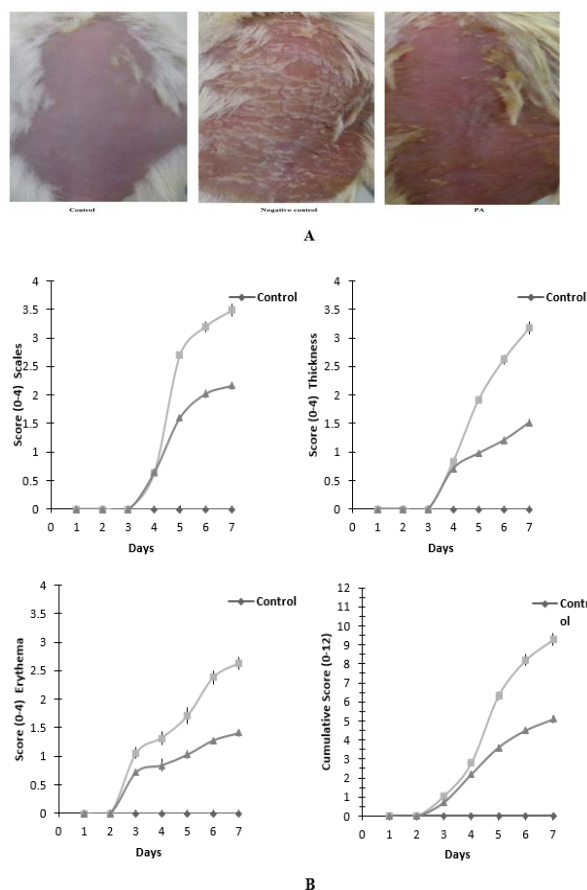 Control Negative control PA
A
4
3.5
3
2.5
2
1.5
1
0.5
0
Score (0-4) Scales
0 1 2 3 4 5 6 7
Days
Control
4
3.5
3
2.5
2
1.5
1
0.5
0
Score (0-4) Thickness
0 1 2 3 4 5 6 7
Days
Control
4
3.5
3
2.5
2
1.5
1
0.5
0
Score (0-4) Erythema
0 1 2 3 4 5 6 7
Days
Control
12
11
10
9
8
7
6
5
4
3
2
1
0
Cumulative Score (0-12)
0 1 2 3 4 5 6 7
Days
Contr
ol
B